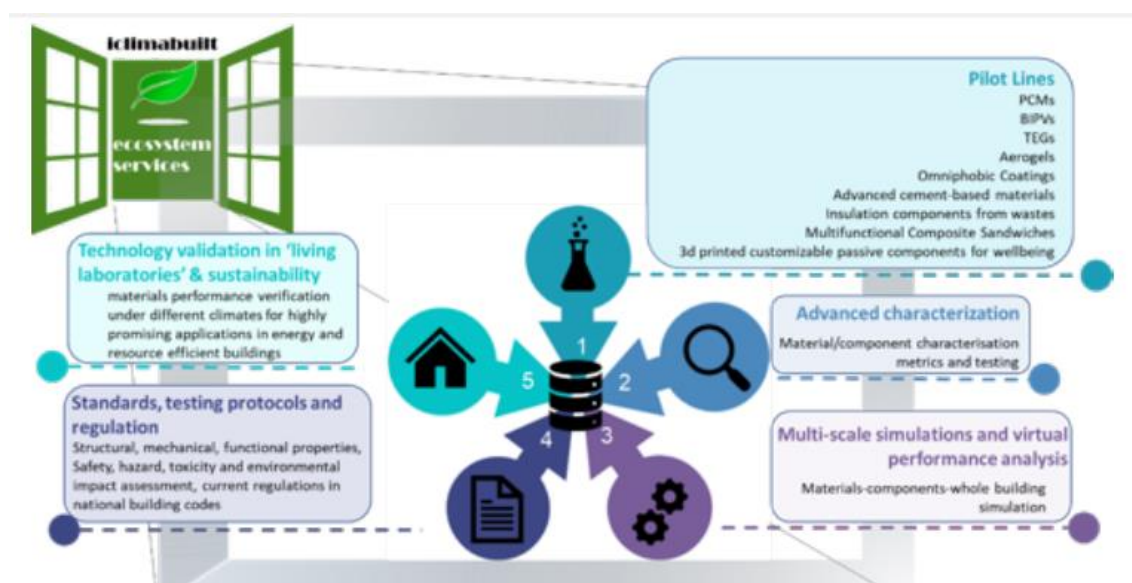 iclimabuilt
ecosystem
services
Pilot Lines
PCMs
BIPVs
TEGs
Aerogels
Omniphobic Coatings
Advanced cement-based materials
Insulation components from wastes
Multifunctional Composite Sandwiches
3d printed customizable passive components for wellbeing
Technology validation in ‘living
laboratories’ & sustainability
materials performance verification
under different climates for highly
promising applications in energy and
resource efficient buildings
Advanced characterization
Material/component characterisation
metrics and testing
Standards, testing protocols and
regulation
Structural, mechanical, functional properties,
Safety, hazard, toxicity and environmental
impact assessment, current regulations in
national building codes
Multi-scale simulations and virtual
performance analysis
Materials-components-whole building
simulation
1
2
3
4
5